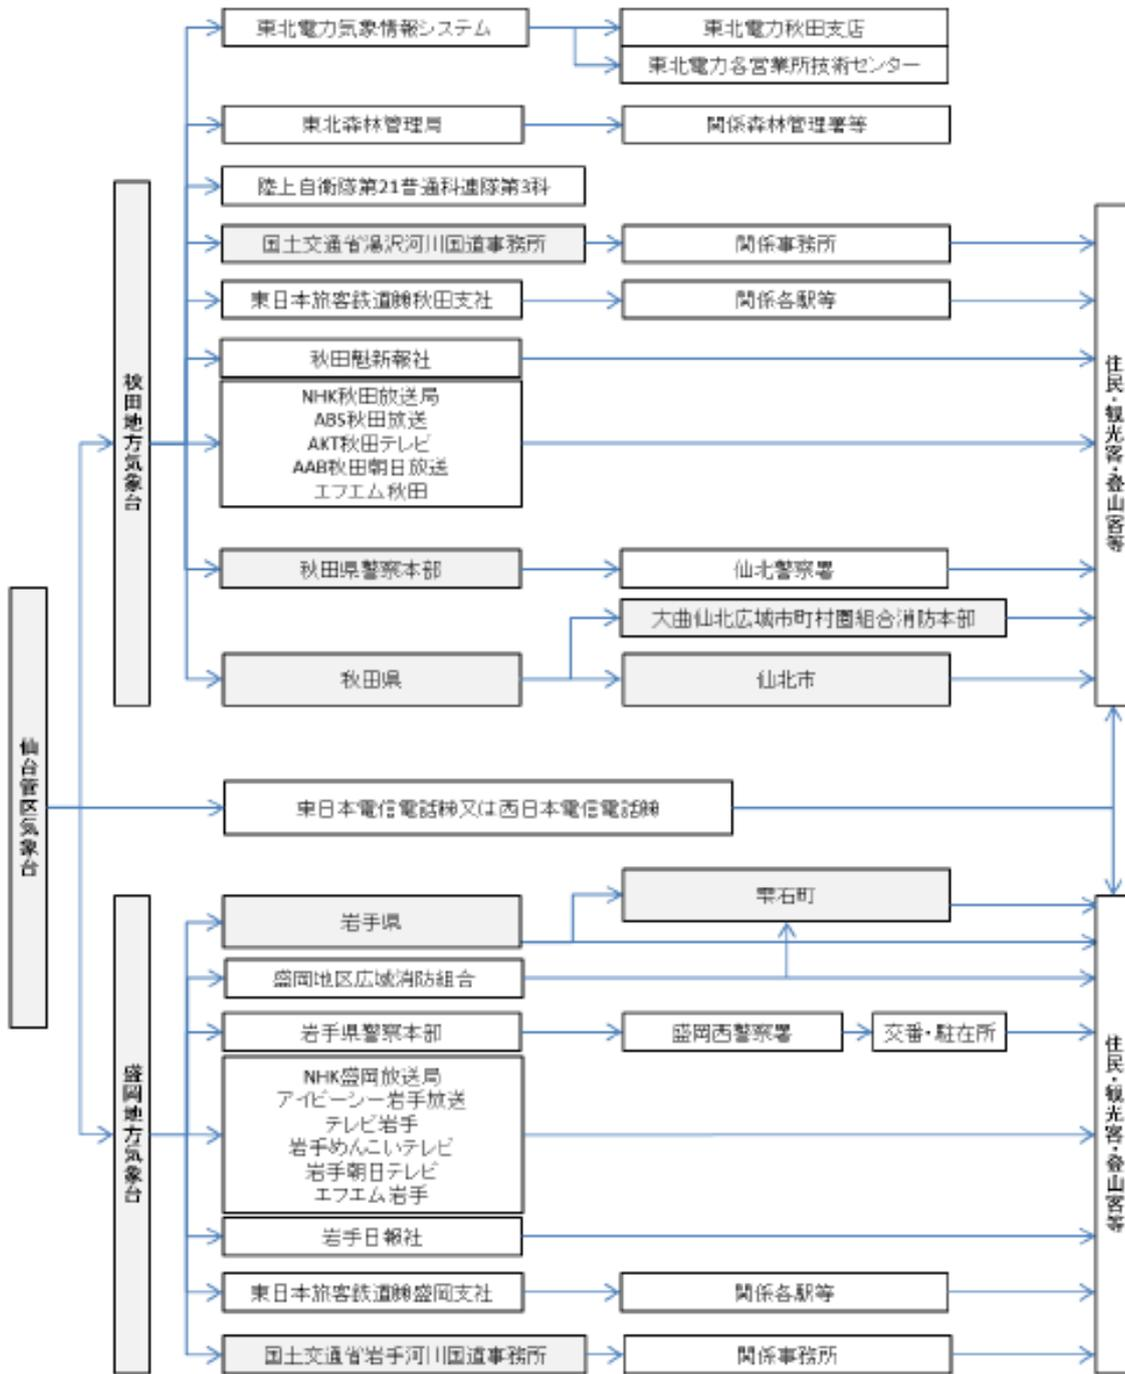 東北電力気象情報システム
東北電力秋田支店
東北電力各営業所技術センター
東北森林管理局
関係森林管理署等
陸上自衛隊第21普通科連隊第3科
国土交通省湯沢河川国道事務所
関係事務所
東日本旅客鉄道㈱秋田支社
関係各駅等
秋田魁新報社
NHK秋田放送局
ABS秋田放送
AKT秋田テレビ
AAB秋田朝日放送
エフエム秋田
秋田県警察本部
仙北警察署
大曲仙北広域市町村圏組合消防本部
秋田県
仙北市
秋田地方気象台
住民・観光客・登山客等
仙台管区気象台
東日本電信電話㈱又は西日本電信電話㈱
岩手県
雫石町
盛岡地区広域消防組合
岩手県警察本部
盛岡西警察署
交番・駐在所
NHK盛岡放送局
アイビーシー岩手放送
テレビ岩手
岩手めんこいテレビ
岩手朝日テレビ
エフエム岩手
岩手日報社
東日本旅客鉄道㈱盛岡支社
関係各駅等
国土交通省岩手河川国道事務所
関係事務所
盛岡地方気象台
住民・観光客・登山客等